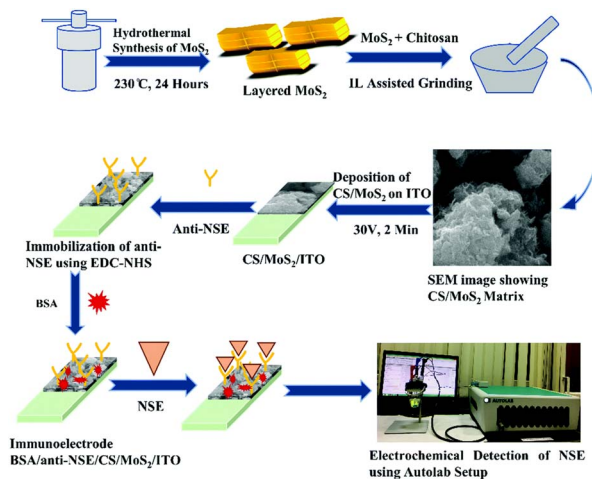 Hydrothermal
Synthesis of MoS₂
230℃, 24 Hours
Layered MoS₂
MoS₂ + Chitosan
IL Assisted Grinding
Deposition of
CS/MoS₂ on ITO
30V, 2 Min
SEM image showing
CS/MoS₂ Matrix
CS/MoS₂/ITO
Anti-NSE
Immobilization of anti-
NSE using EDC-NHS
BSA
NSE
Immunoelectrode
BSA/anti-NSE/CS/MoS₂/ITO
AUTOLAB
Electrochemical Detection of NSE
using Autolab Setup